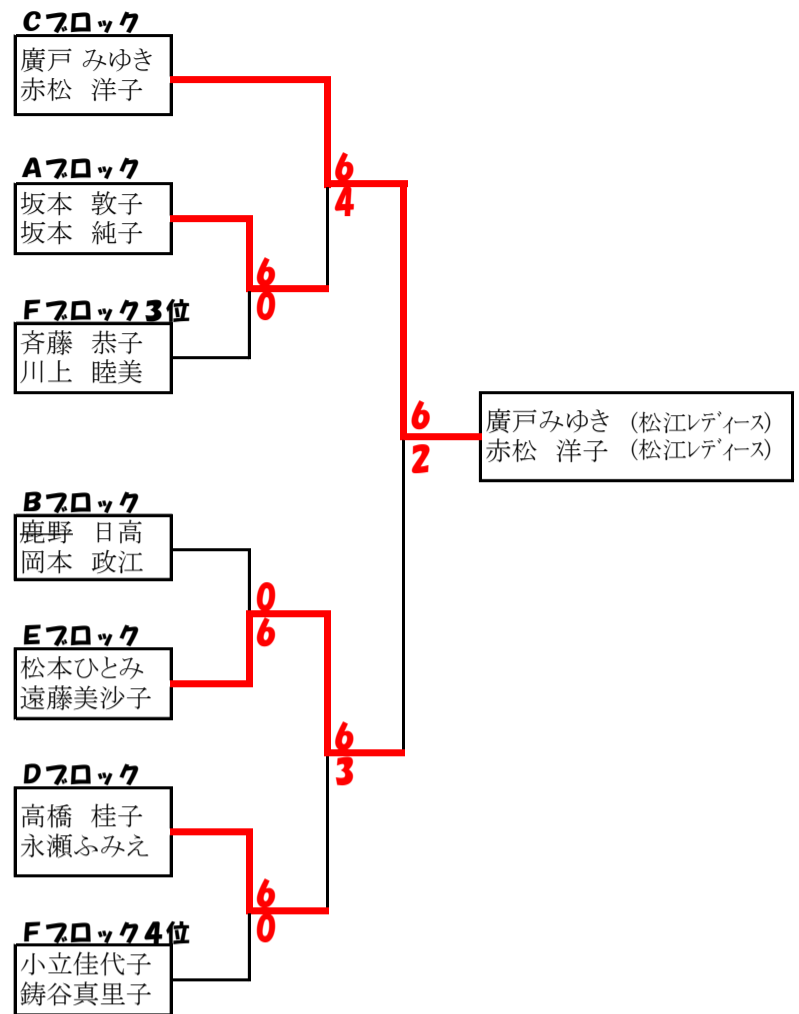 Cブロック
廣戸 みゆき
赤松 洋子
6
4
Aブロック
坂本 敦子
坂本 純子
6
0
Fブロック3位
斉藤 恭子
川上 睦美
6
2
廣戸みゆき (松江レディース)
赤松 洋子 (松江レディース)
Bブロック
鹿野 日高
岡本 政江
0
6
Eブロック
松本ひとみ
遠藤美沙子
6
3
Dブロック
高橋 桂子
永瀬ふみえ
6
0
Fブロック4位
小立佳代子
鋳谷真里子